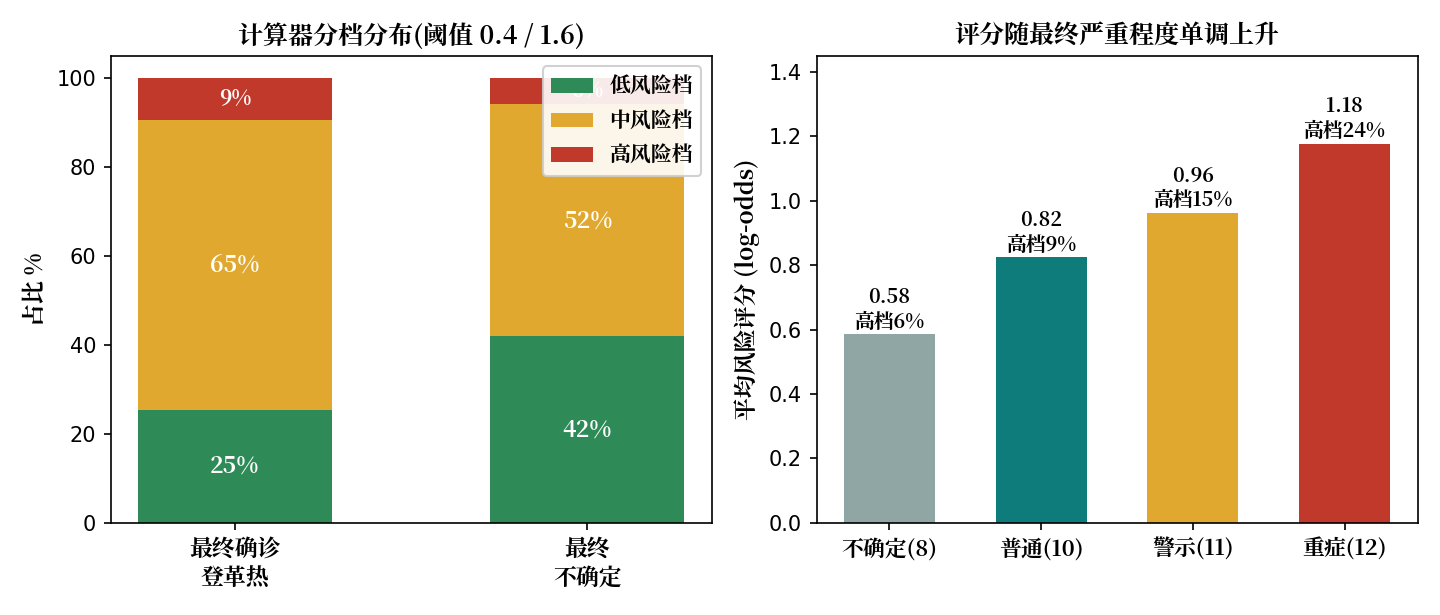 计算器分档分布(阈值 0.4 / 1.6)
低风险档
中风险档
高风险档
占比 %
100
80
60
40
20
0
9%
65%
25%
52%
42%
最终确诊
登革热
最终
不确定
评分随最终严重程度单调上升
平均风险评分 (log-odds)
1.4
1.2
1.0
0.8
0.6
0.4
0.2
0.0
0.58
高档6%
0.82
高档9%
0.96
高档15%
1.18
高档24%
不确定(8)
普通(10)
警示(11)
重症(12)